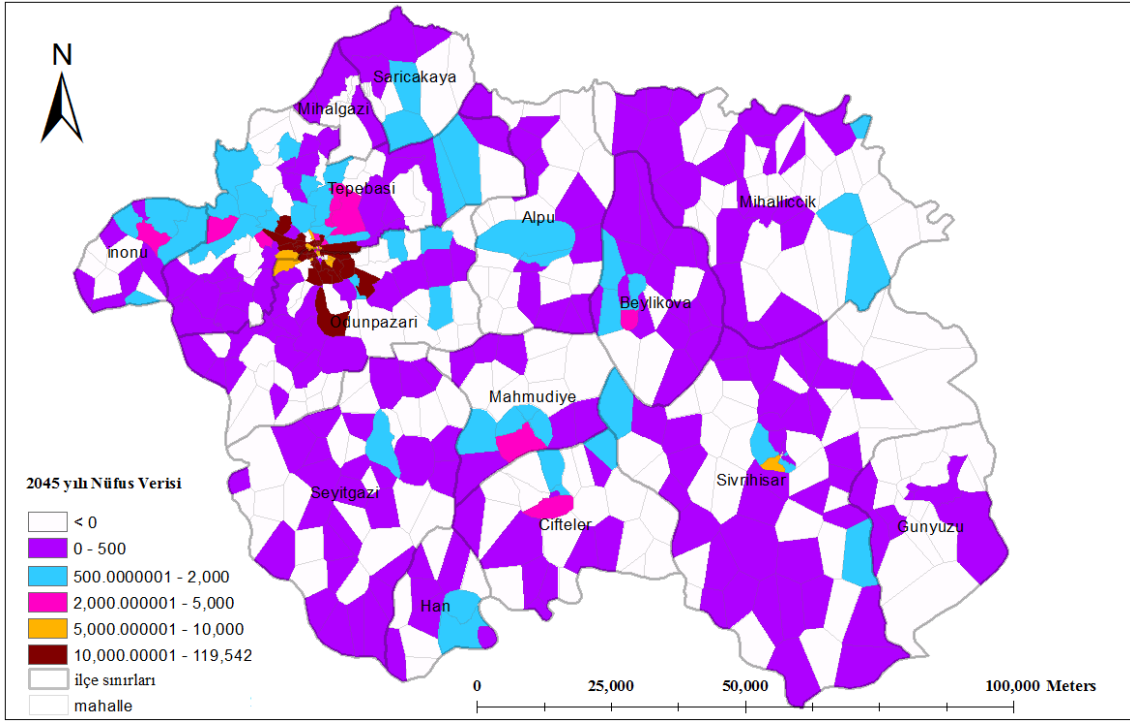 N
Saricakaya
Mihalgazi
Tepebasi
Mihalliccik
Alpu
inonu
Beylikova
Odunpazari
Mahmudiye
Sivrihisar
Seyitgazi
Cifteler
Gunyuzu
Han
2045 yılı Nüfus Verisi
< 0
0 - 500
500.0000001 - 2,000
2,000.000001 - 5,000
5,000.000001 - 10,000
10,000.00001 - 119,542
ilçe sınırları
mahalle
0 25,000 50,000 100,000 Meters